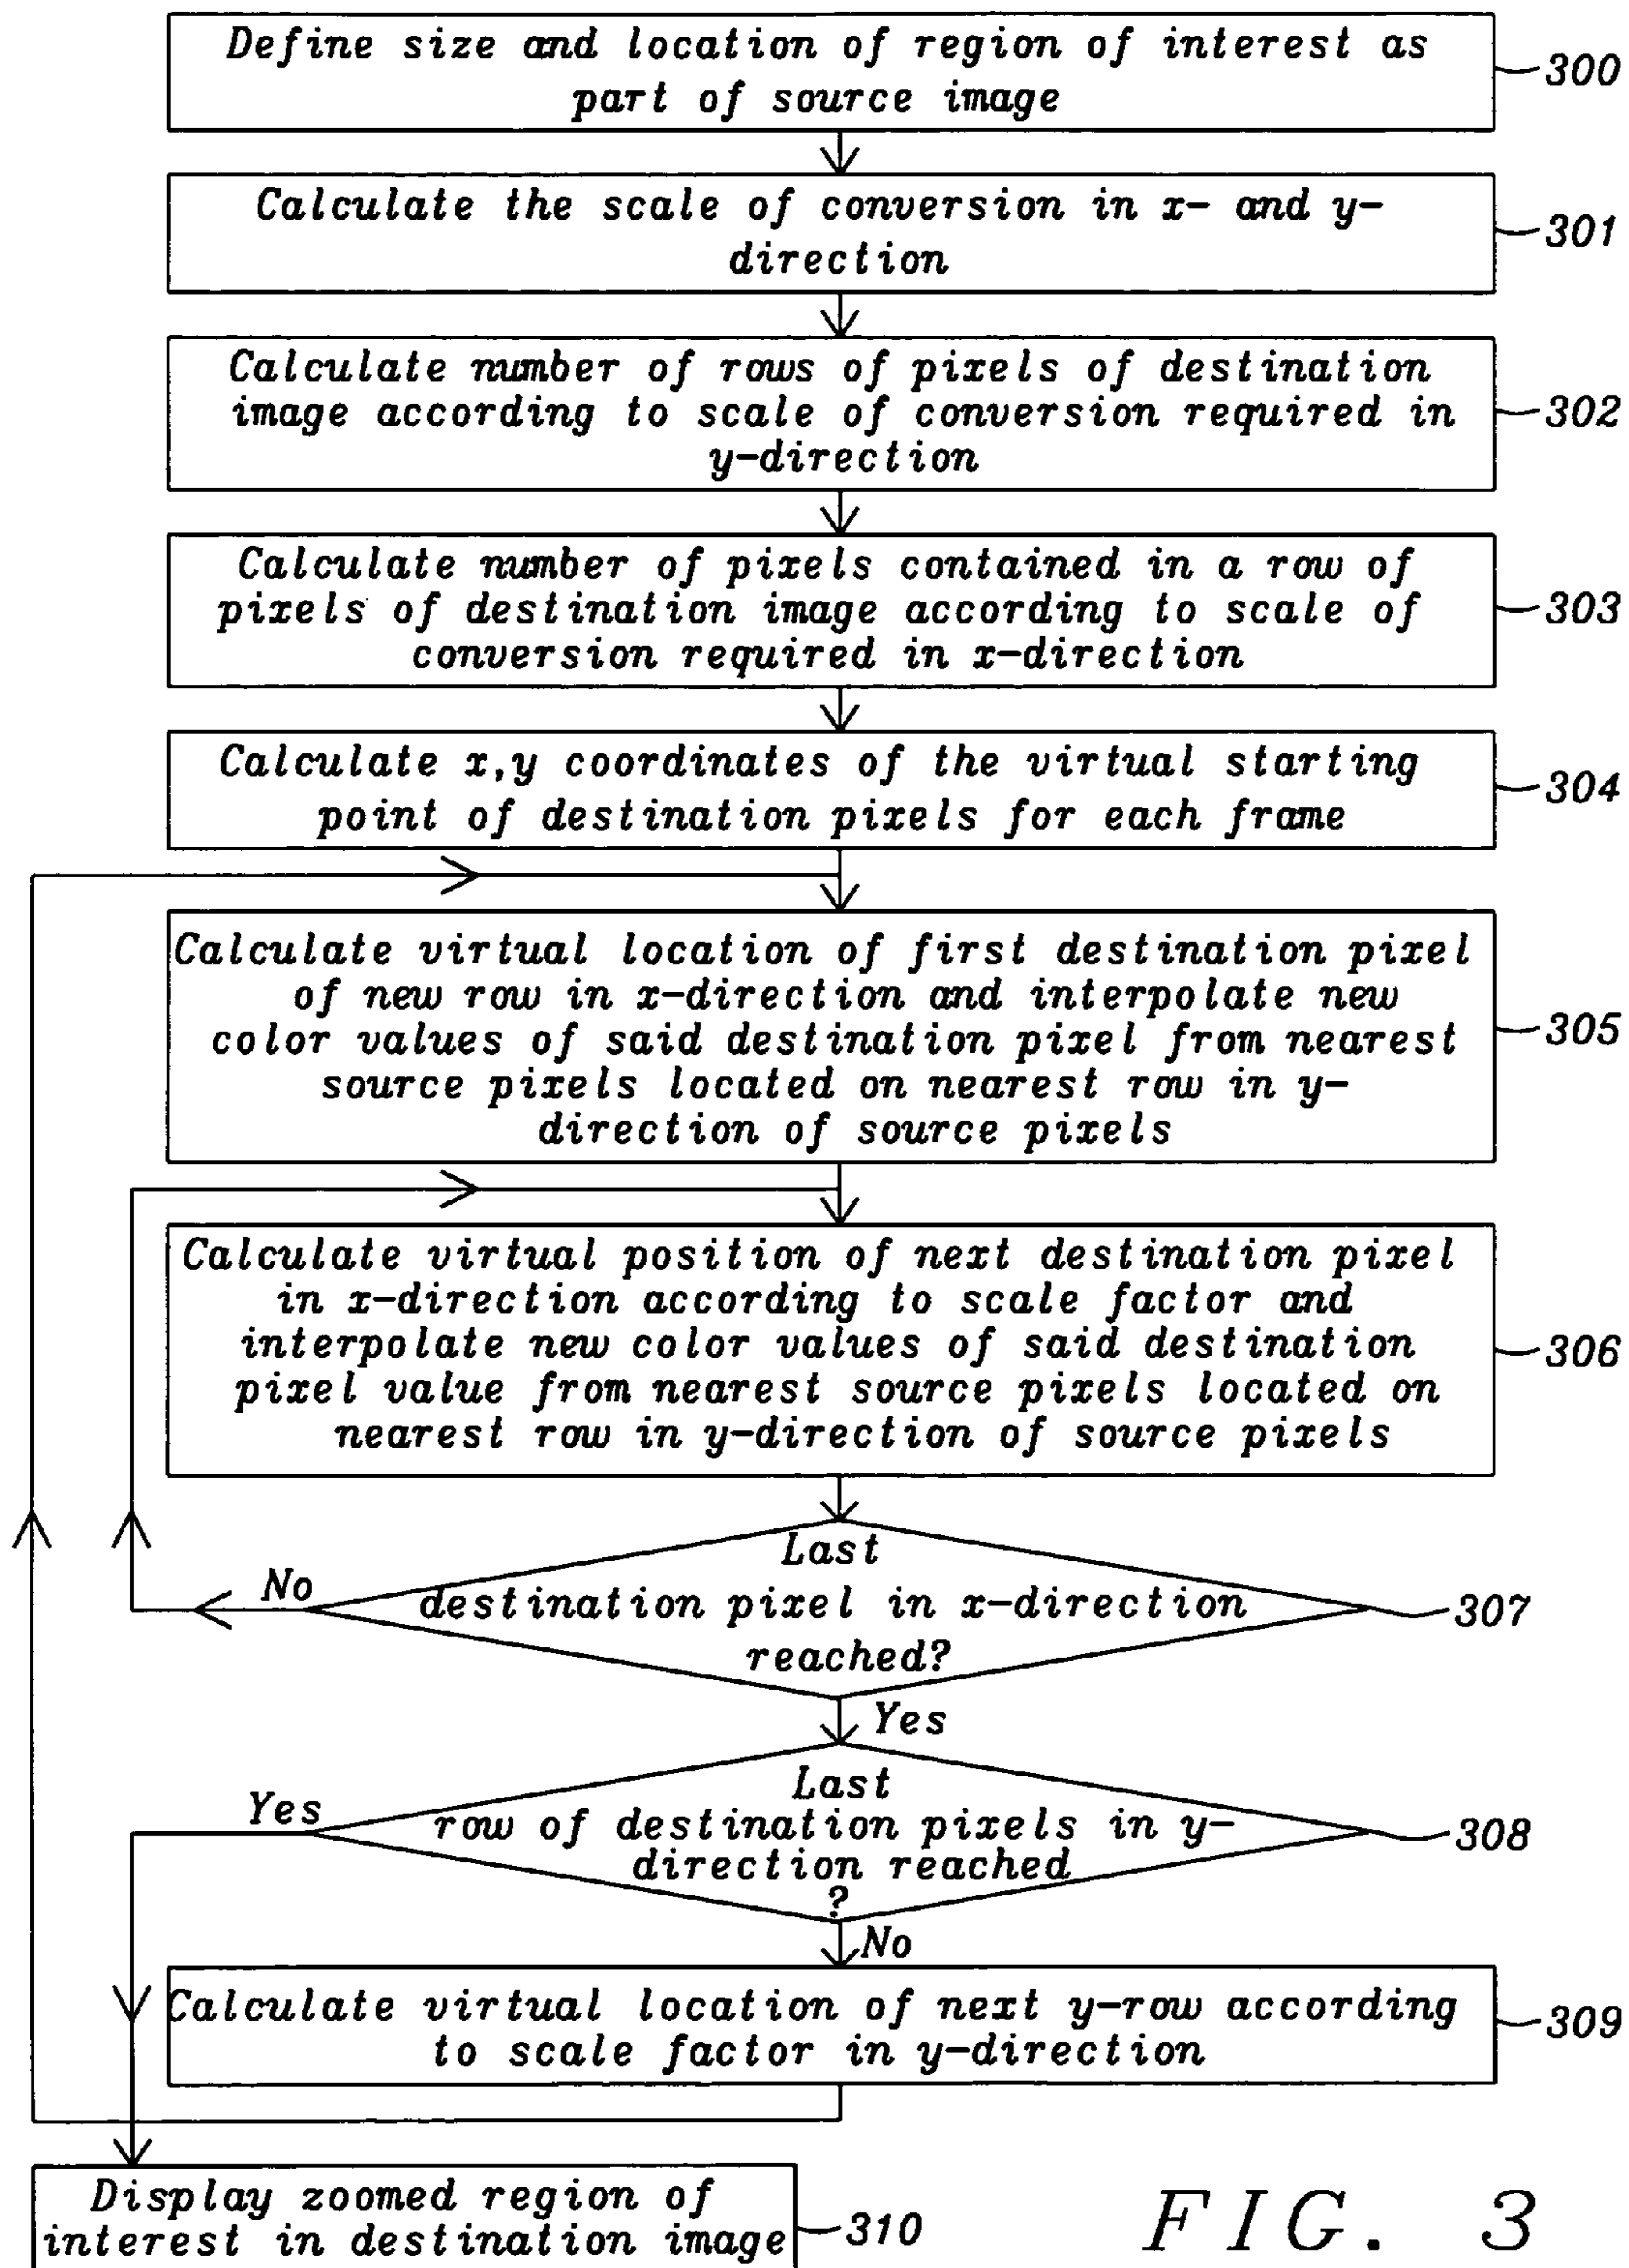 Define size and location of region of interest as
part of source image
300
Calculate the scale of conversion in x- and y-
direction
301
Calculate number of rows of pixels of destination
image according to scale of conversion required in
y-direction
302
Calculate number of pixels contained in a row of
pixels of destination image according to scale of
conversion required in x-direction
303
Calculate x,y coordinates of the virtual starting
point of destination pixels for each frame
304
Calculate virtual location of first destination pixel
of new row in x-direction and interpolate new
color values of said destination pixel from nearest
source pixels located on nearest row in y-
direction of source pixels
305
Calculate virtual position of next destination pixel
in x-direction according to scale factor and
interpolate new color values of said destination
pixel value from nearest source pixels located on
nearest row in y-direction of source pixels
306
Last
destination pixel in x-direction
reached?
307
No
Yes
Last
row of destination pixels in y-
direction reached
?
308
Yes
No
Calculate virtual location of next y-row according
to scale factor in y-direction
309
Display zoomed region of
interest in destination image
310
FIG. 3